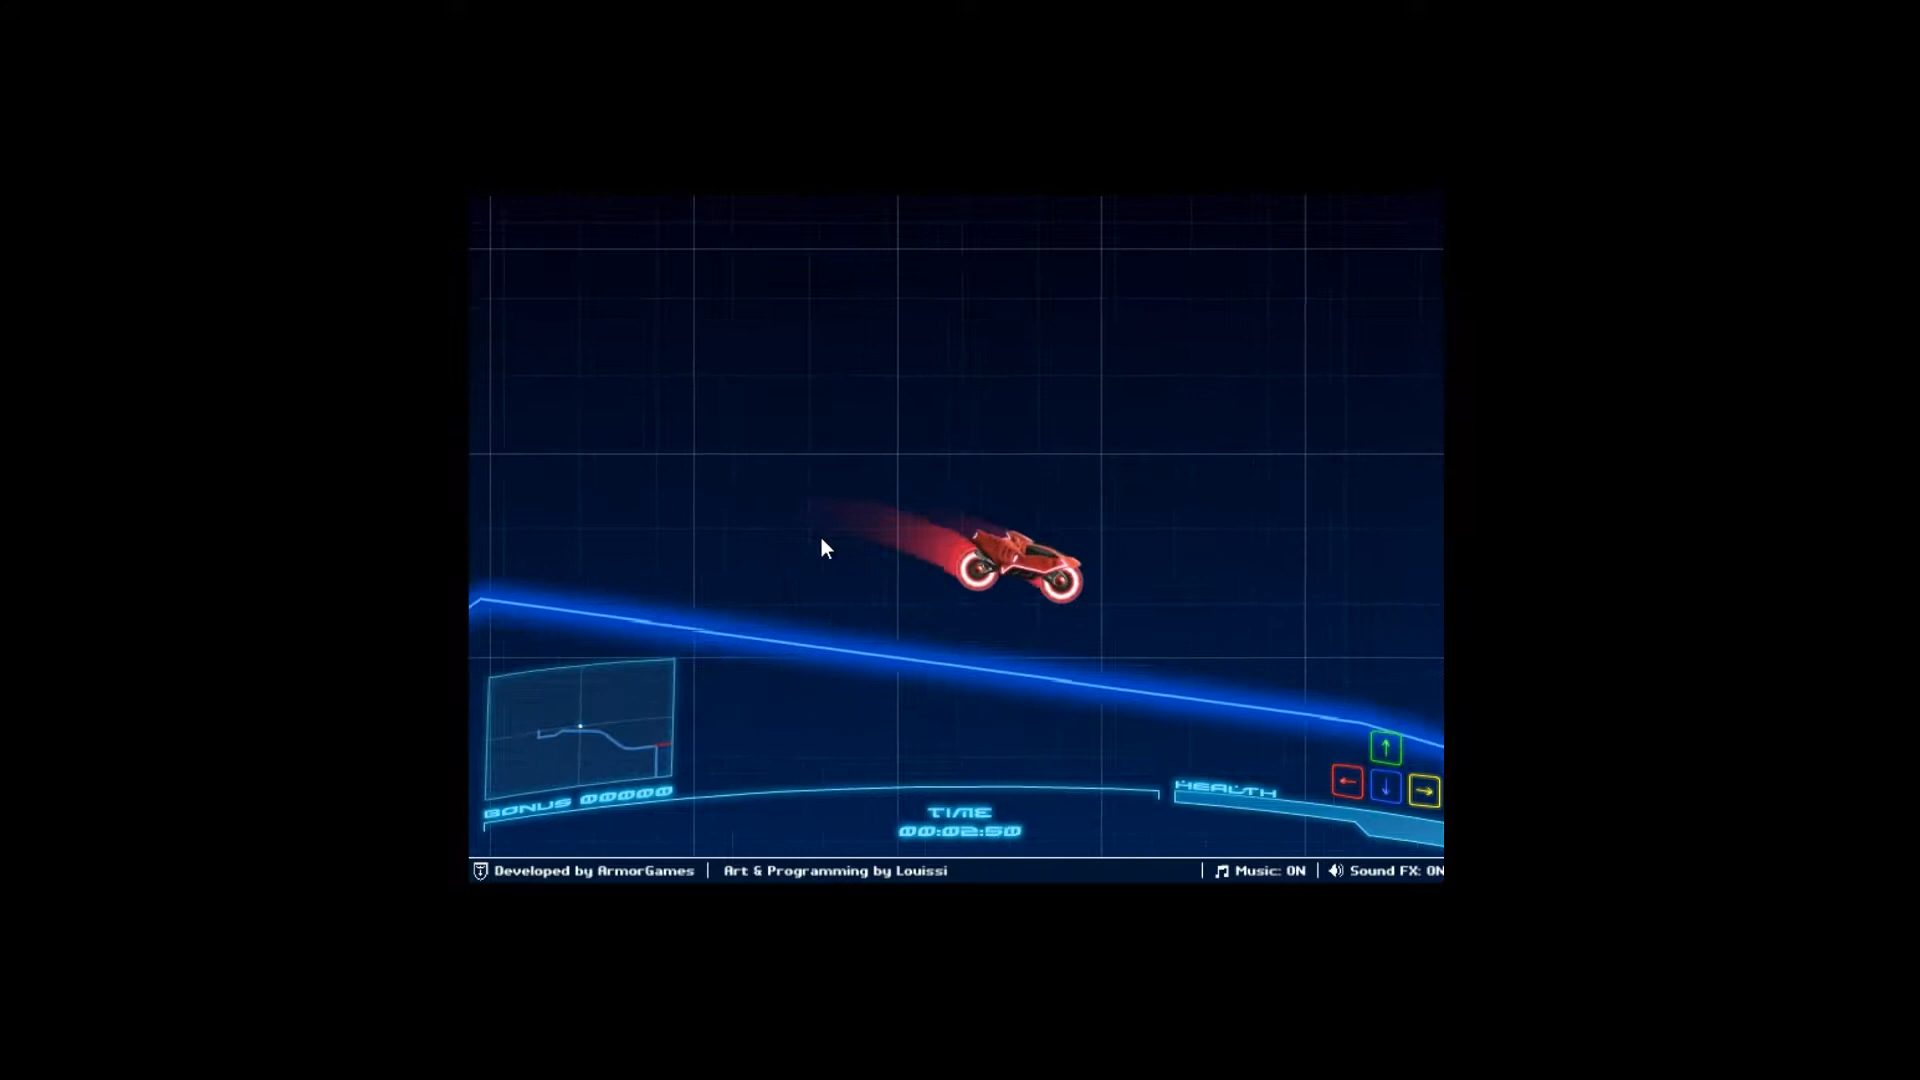 BONUS 00000
TIME
00:02:50
HEALTH
Developed by ArmorGames | Art & Programming by Louissi | Music: ON | Sound FX: ON